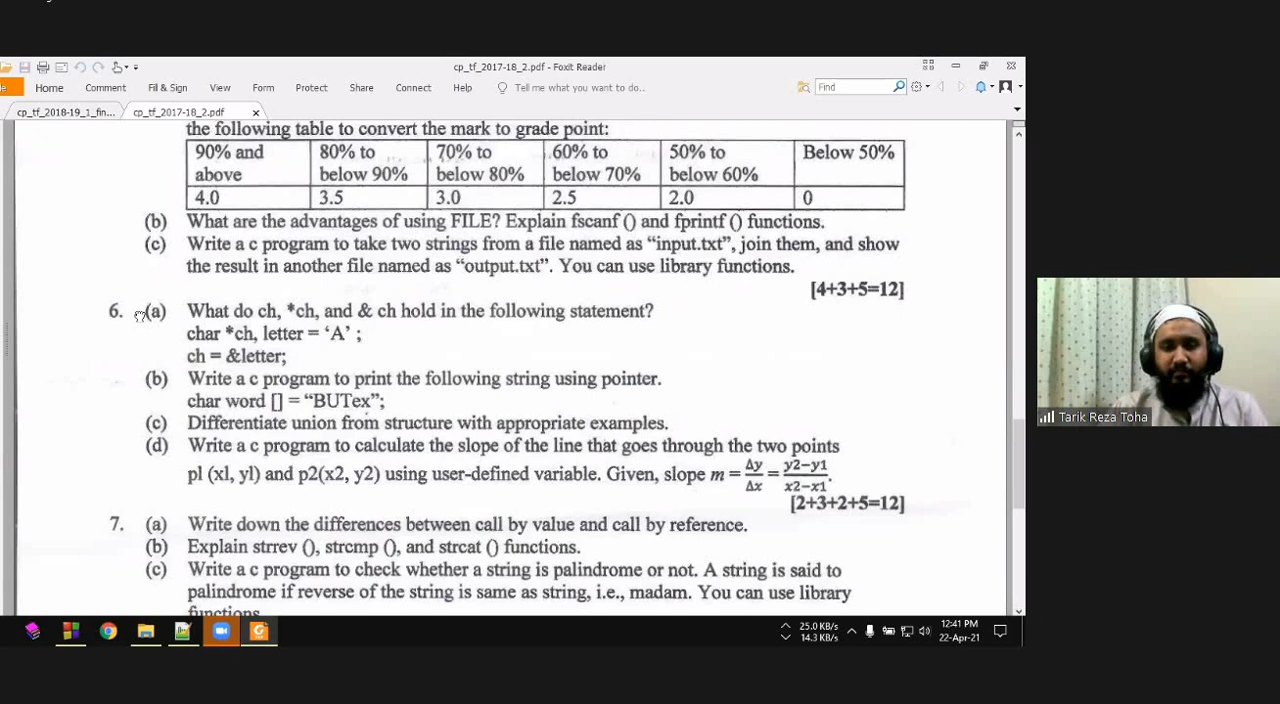 cp_tf_2017-18_2.pdf - Foxit Reader
Home Comment Fill & Sign View Form Protect Share Connect Help Tell me what you want to do.. Find
cp_tf_2018-19_1_fin... cp_tf_2017-18_2.pdf
the following table to convert the mark to grade point:
90% and above 80% to below 90% 70% to below 80% 60% to below 70% 50% to below 60% Below 50%
4.0 3.5 3.0 2.5 2.0 0
(b) What are the advantages of using FILE? Explain fscanf () and fprintf () functions.
(c) Write a c program to take two strings from a file named as “input.txt”, join them, and show
the result in another file named as “output.txt”. You can use library functions.
[4+3+5=12]
6. (a) What do ch, *ch, and & ch hold in the following statement?
char *ch, letter = ‘A’ ;
ch = &letter;
(b) Write a c program to print the following string using pointer.
char word [] = “BUTex”;
(c) Differentiate union from structure with appropriate examples.
(d) Write a c program to calculate the slope of the line that goes through the two points
pl (xl, yl) and p2(x2, y2) using user-defined variable. Given, slope m = Δy/Δx = y2−y1/x2−x1.
[2+3+2+5=12]
7. (a) Write down the differences between call by value and call by reference.
(b) Explain strrev (), strcmp (), and strcat () functions.
(c) Write a c program to check whether a string is palindrome or not. A string is said to
palindrome if reverse of the string is same as string, i.e., madam. You can use library
functions.
Tarik Reza Toha
25.0 KB/s
14.3 KB/s
12:41 PM
22-Apr-21